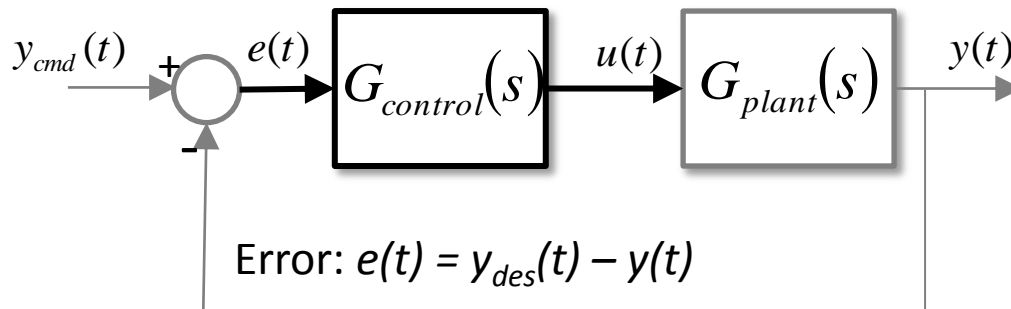 y_cmd(t) + e(t) G_control(s) u(t) G_plant(s) y(t)
-
Error: e(t) = y_des(t) – y(t)